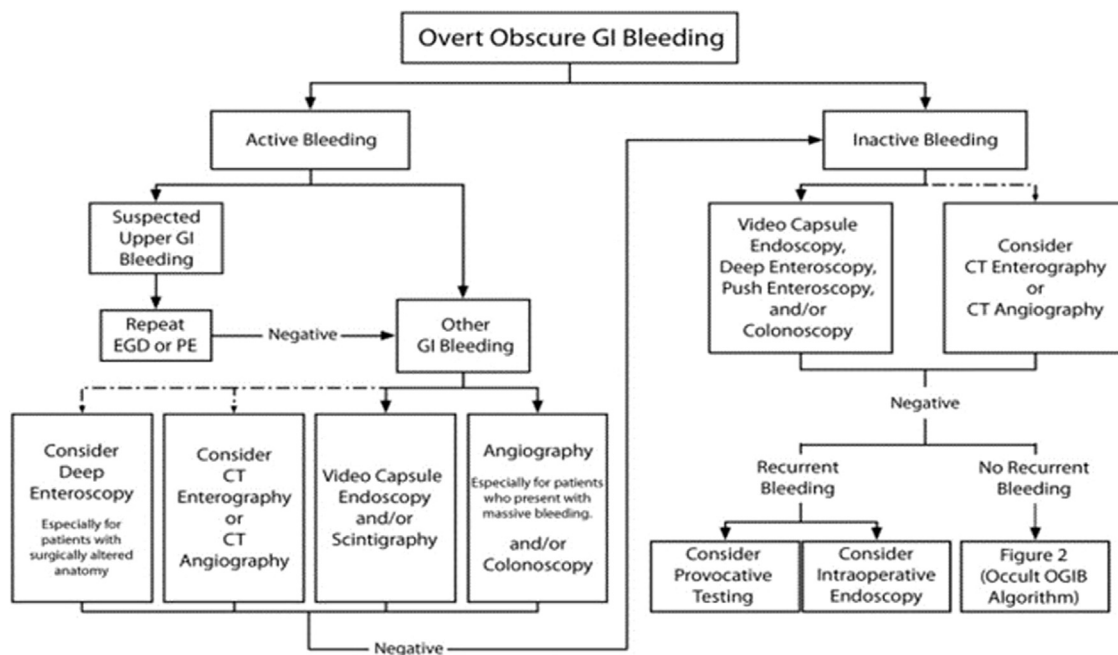 Overt Obscure GI Bleeding
Active Bleeding
Inactive Bleeding
Suspected
Upper GI
Bleeding
Repeat
EGD or PE
Negative
Other
GI Bleeding
Video Capsule
Endoscopy,
Deep Enteroscopy,
Push Enteroscopy,
and/or
Colonoscopy
Consider
CT Enterography
or
CT Angiography
Consider
Deep
Enteroscopy
Especially for
patients with
surgically altered
anatomy
Consider
CT
Enterography
or
CT
Angiography
Video Capsule
Endoscopy
and/or
Scintigraphy
Angiography
Especially for patients
who present with
massive bleeding.
and/or
Colonoscopy
Negative
Negative
Recurrent
Bleeding
No Recurrent
Bleeding
Consider
Provocative
Testing
Consider
Intraoperative
Endoscopy
Figure 2
(Occult OGIB
Algorithm)